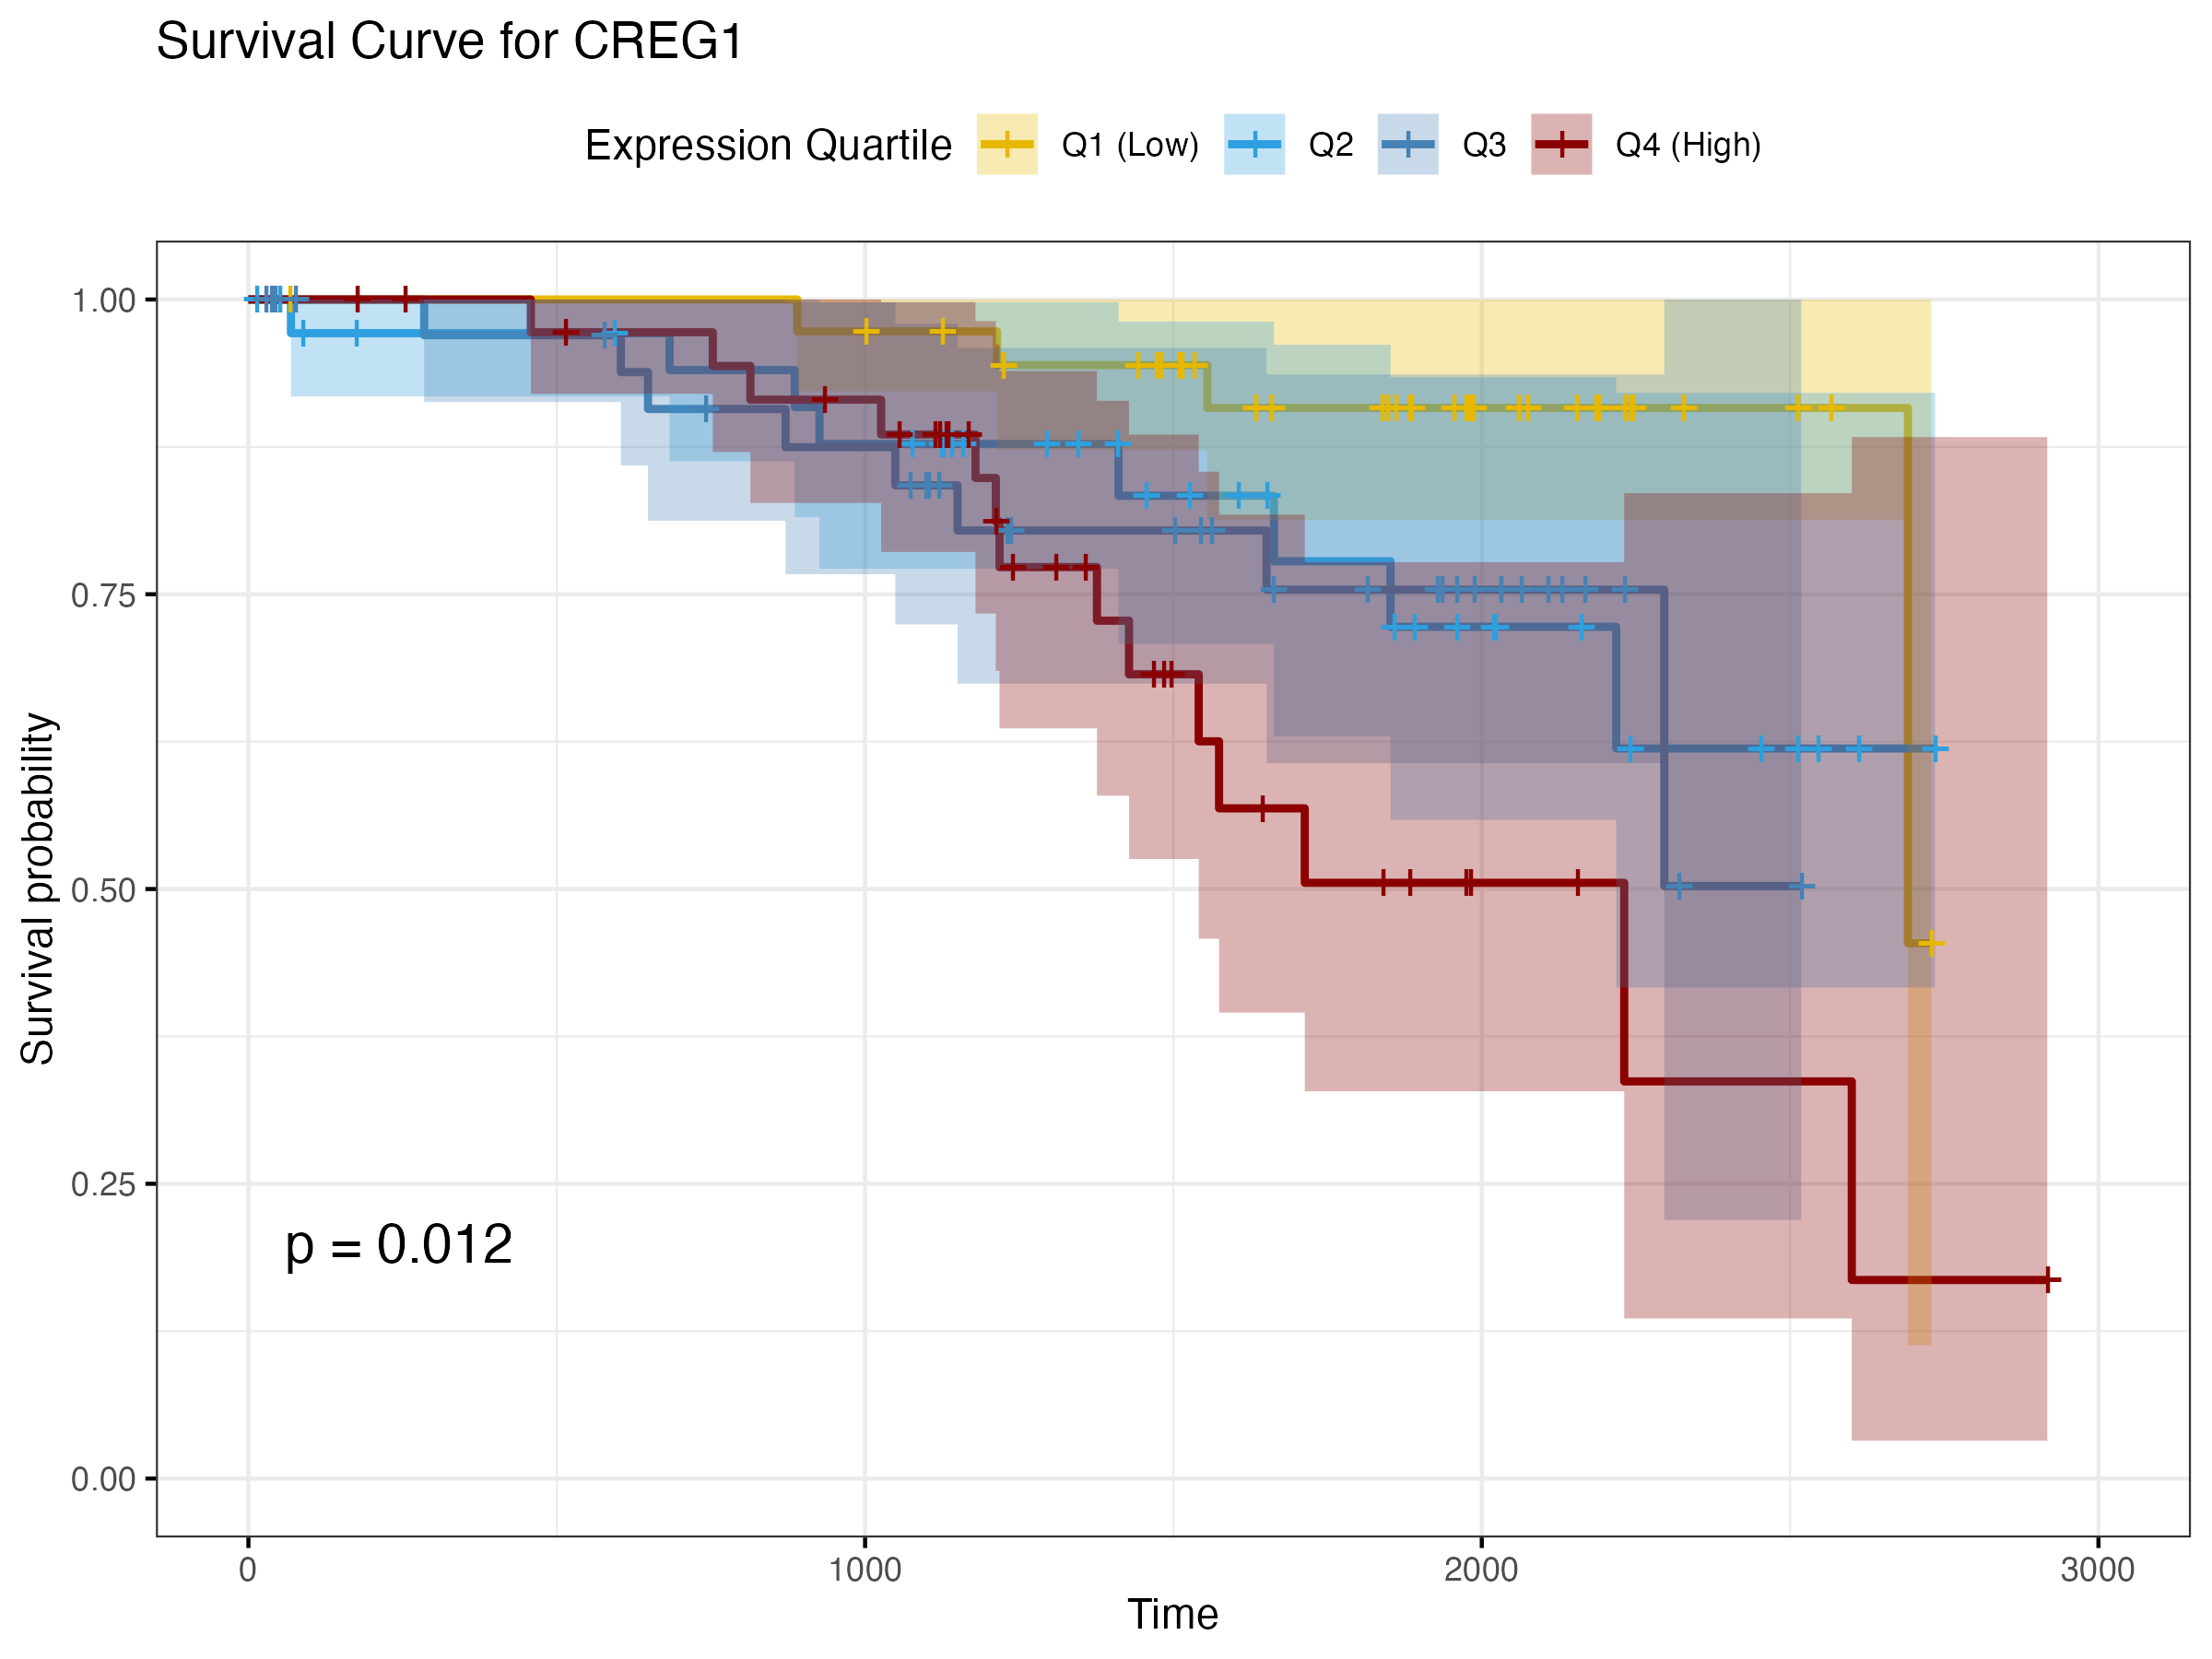 Survival Curve for CREG1
Expression Quartile Q1 (Low) Q2 Q3 Q4 (High)
Survival probability
1.00
0.75
0.50
0.25
0.00
p = 0.012
0 1000 2000 3000
Time